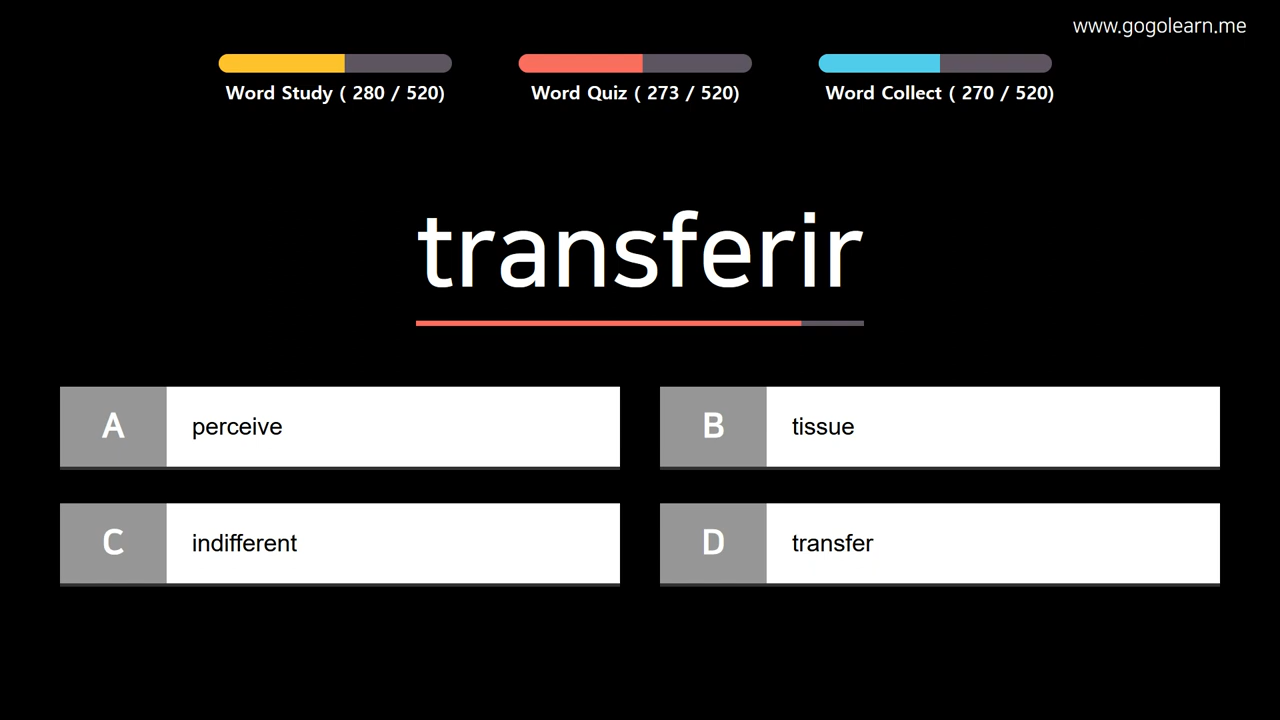 www.gogolearn.me
Word Study ( 280 / 520)
Word Quiz ( 273 / 520)
Word Collect ( 270 / 520)
transferir
A
perceive
B
tissue
C
indifferent
D
transfer